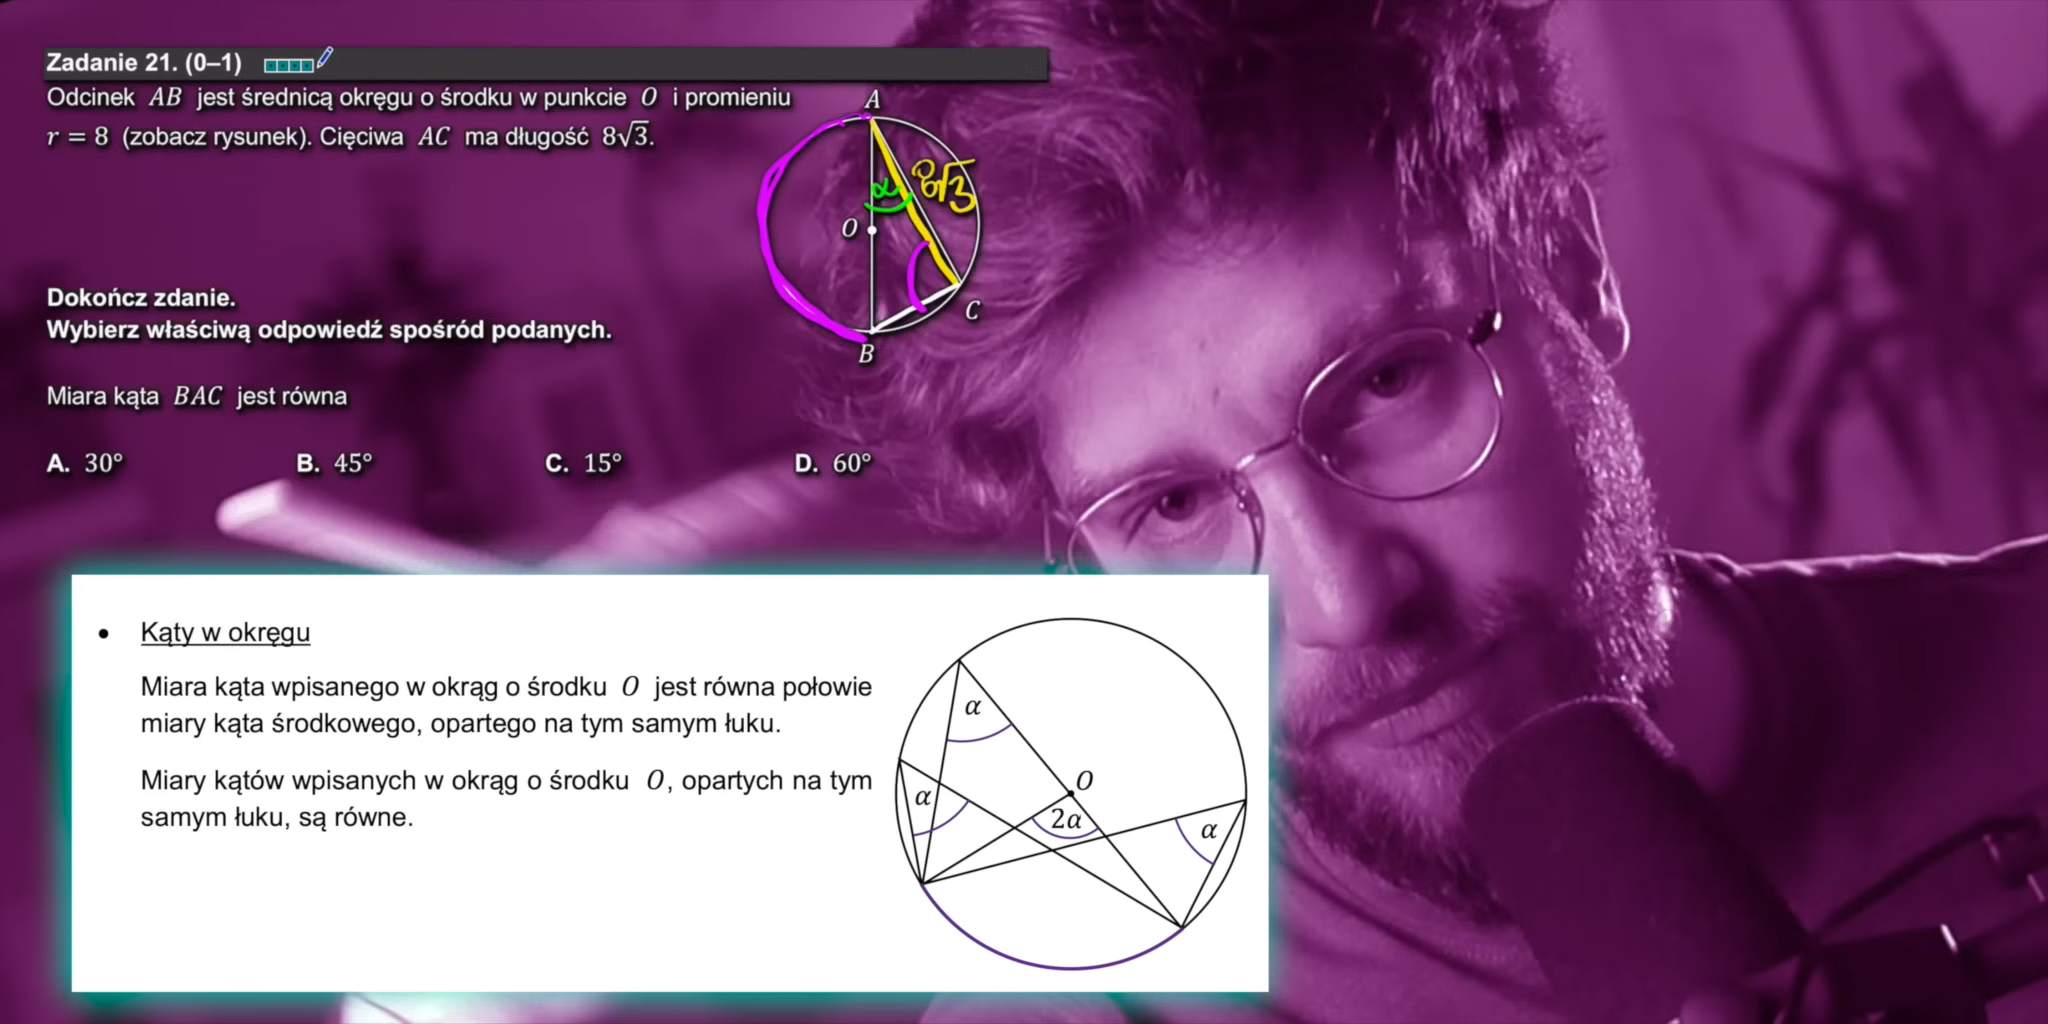 Zadanie 21. (0–1)
Odcinek AB jest średnicą okręgu o środku w punkcie O i promieniu
r = 8 (zobacz rysunek). Cięciwa AC ma długość 8√3.
A
α
8√3
O
C
B
Dokończ zdanie.
Wybierz właściwą odpowiedź spośród podanych.
Miara kąta BAC jest równa
A. 30° B. 45° C. 15° D. 60°
• Kąty w okręgu
Miara kąta wpisanego w okrąg o środku O jest równa połowie
miary kąta środkowego, opartego na tym samym łuku.
Miary kątów wpisanych w okrąg o środku O, opartych na tym
samym łuku, są równe.
α
O
α
2α
α